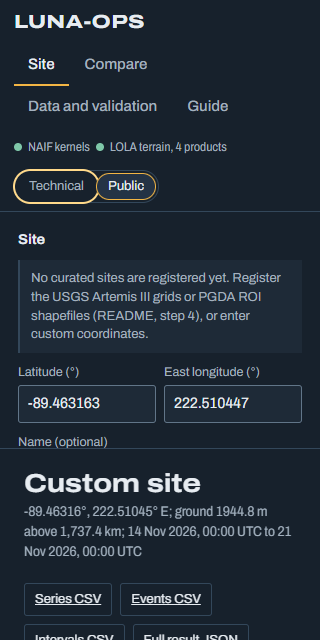 LUNA-OPS
Site Compare
Data and validation Guide
NAIF kernels LOLA terrain, 4 products
Technical Public
Site
No curated sites are registered yet. Register
the USGS Artemis III grids or PGDA ROI
shapefiles (README, step 4), or enter
custom coordinates.
Latitude (°) East longitude (°)
-89.463163 222.510447
Name (optional)
Custom site
-89.46316°, 222.51045° E; ground 1944.8 m
above 1,737.4 km; 14 Nov 2026, 00:00 UTC to 21
Nov 2026, 00:00 UTC
Series CSV Events CSV
Intervals CSV Full result JSON